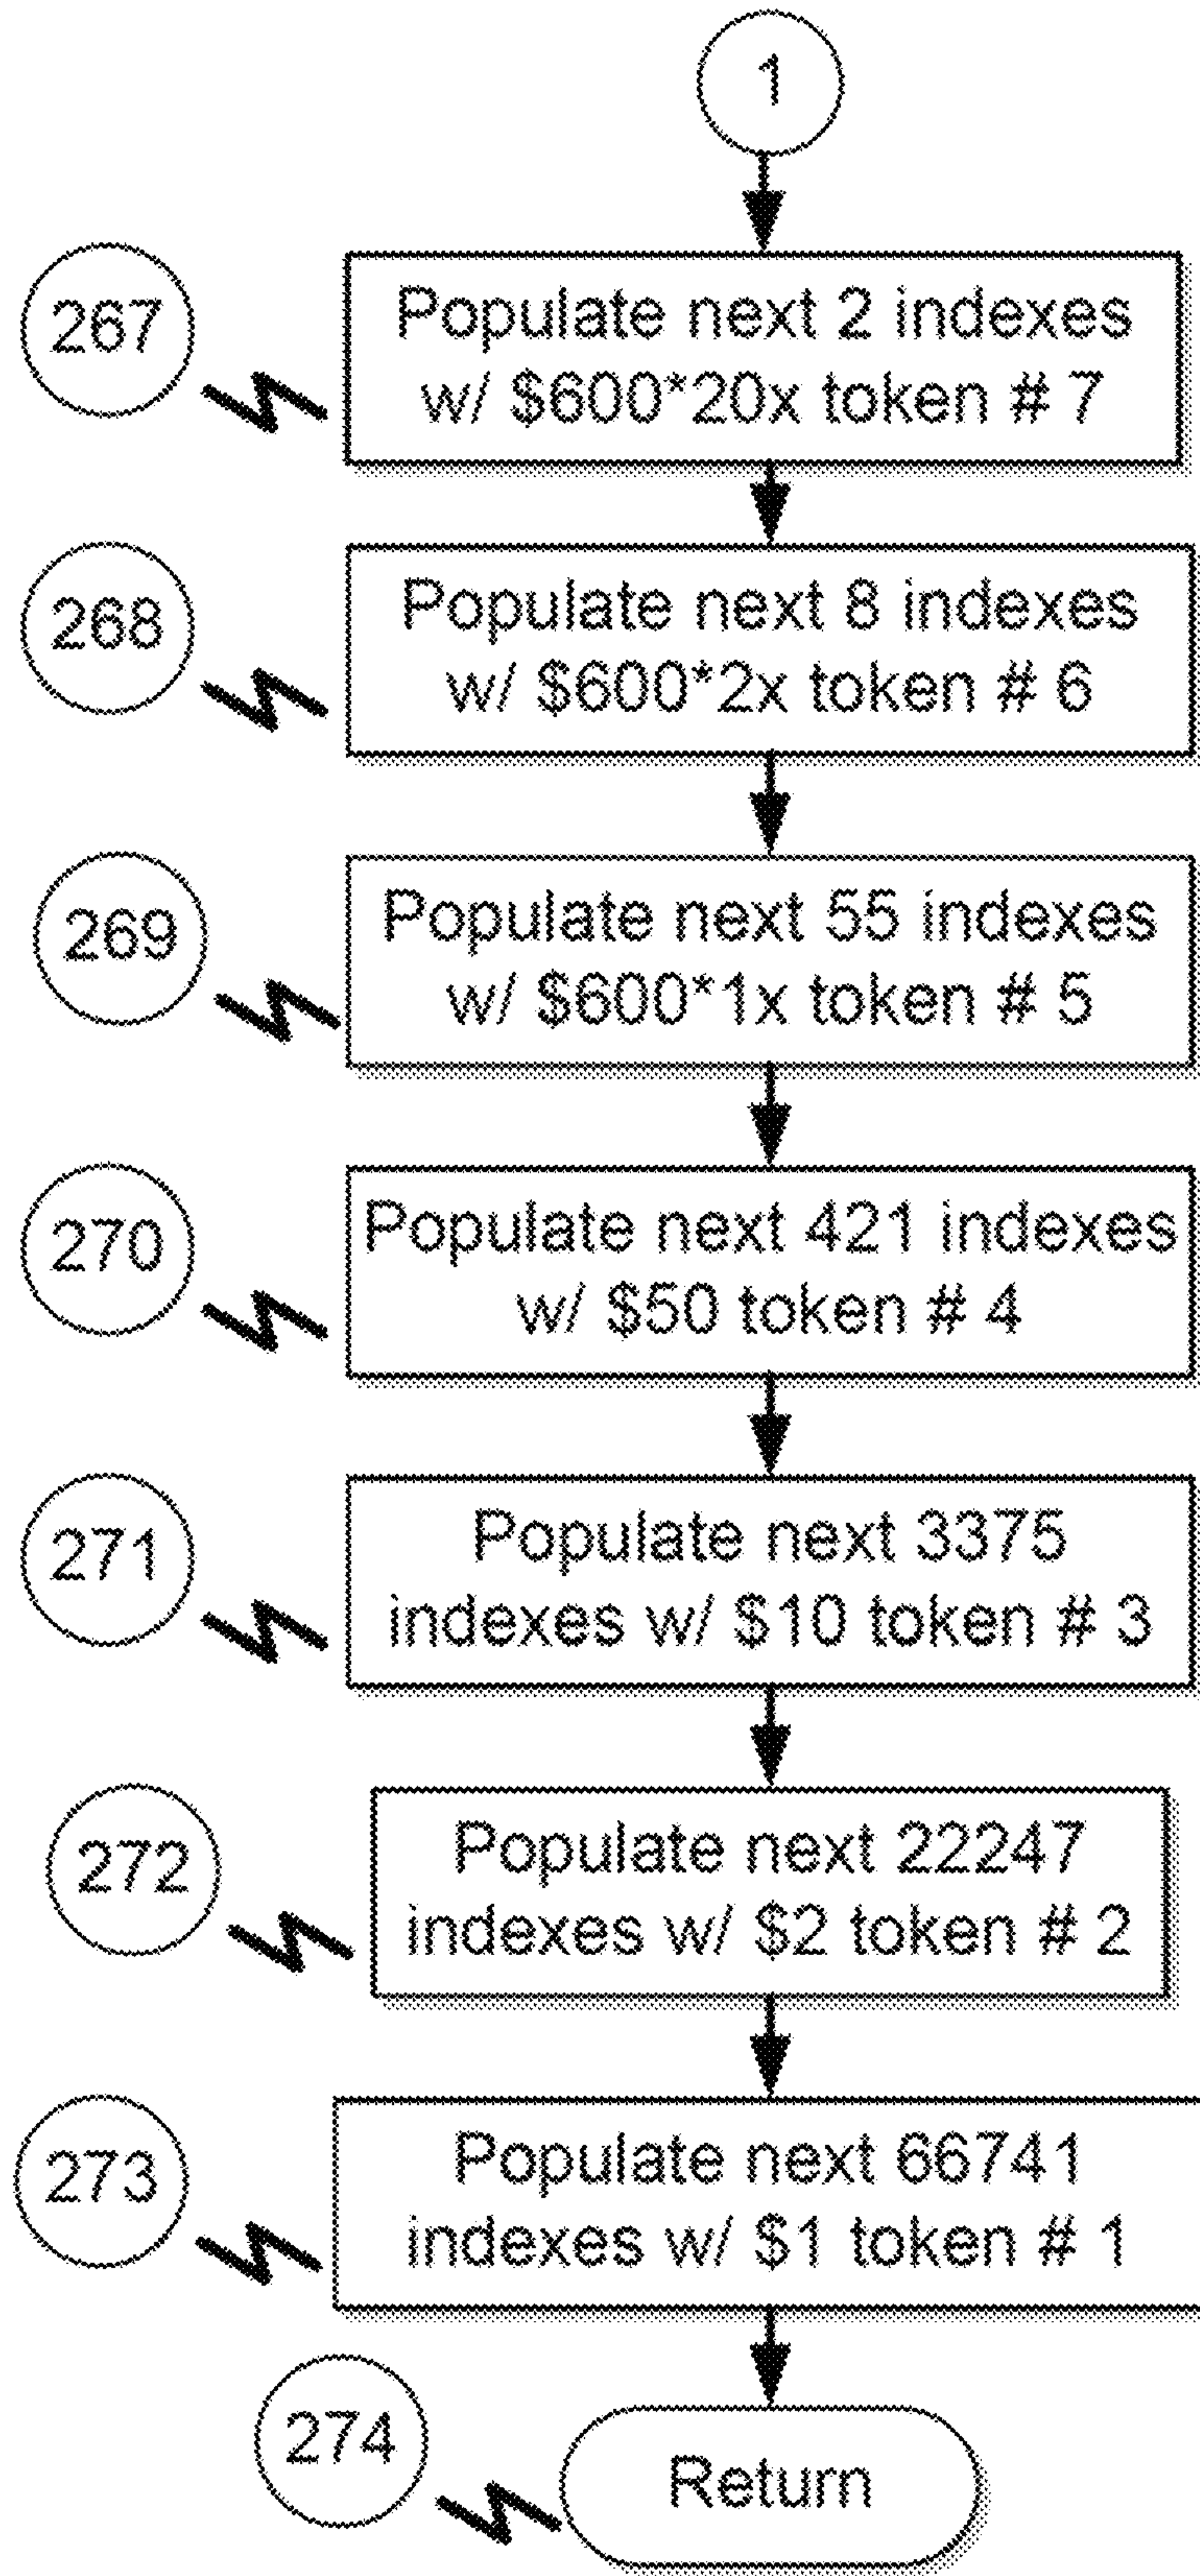 1
267
Populate next 2 indexes
w/ $600*20x token # 7
268
Populate next 8 indexes
w/ $600*2x token # 6
269
Populate next 55 indexes
w/ $600*1x token # 5
270
Populate next 421 indexes
w/ $50 token # 4
271
Populate next 3375
indexes w/ $10 token # 3
272
Populate next 22247
indexes w/ $2 token # 2
273
Populate next 66741
indexes w/ $1 token # 1
274
Return